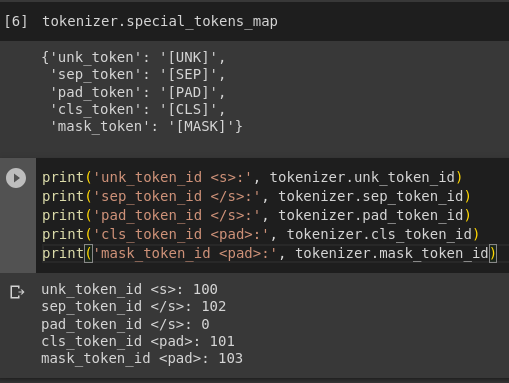 [6] tokenizer.special_tokens_map
{'unk_token': '[UNK]',
'sep_token': '[SEP]',
'pad_token': '[PAD]',
'cls_token': '[CLS]',
'mask_token': '[MASK]'}
print('unk_token_id <s>:', tokenizer.unk_token_id)
print('sep_token_id </s>:', tokenizer.sep_token_id)
print('pad_token_id </s>:', tokenizer.pad_token_id)
print('cls_token_id <pad>:', tokenizer.cls_token_id)
print('mask_token_id <pad>:', tokenizer.mask_token_id)
unk_token_id <s>: 100
sep_token_id </s>: 102
pad_token_id </s>: 0
cls_token_id <pad>: 101
mask_token_id <pad>: 103